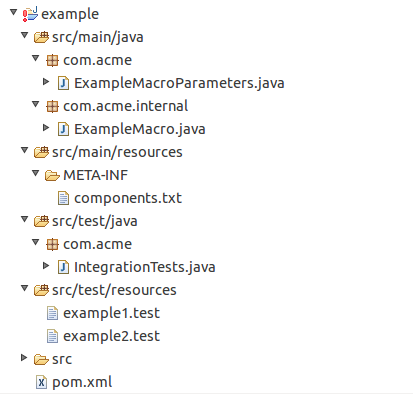 example
src/main/java
com.acme
ExampleMacroParameters.java
com.acme.internal
ExampleMacro.java
src/main/resources
META-INF
components.txt
src/test/java
com.acme
IntegrationTests.java
src/test/resources
example1.test
example2.test
src
pom.xml